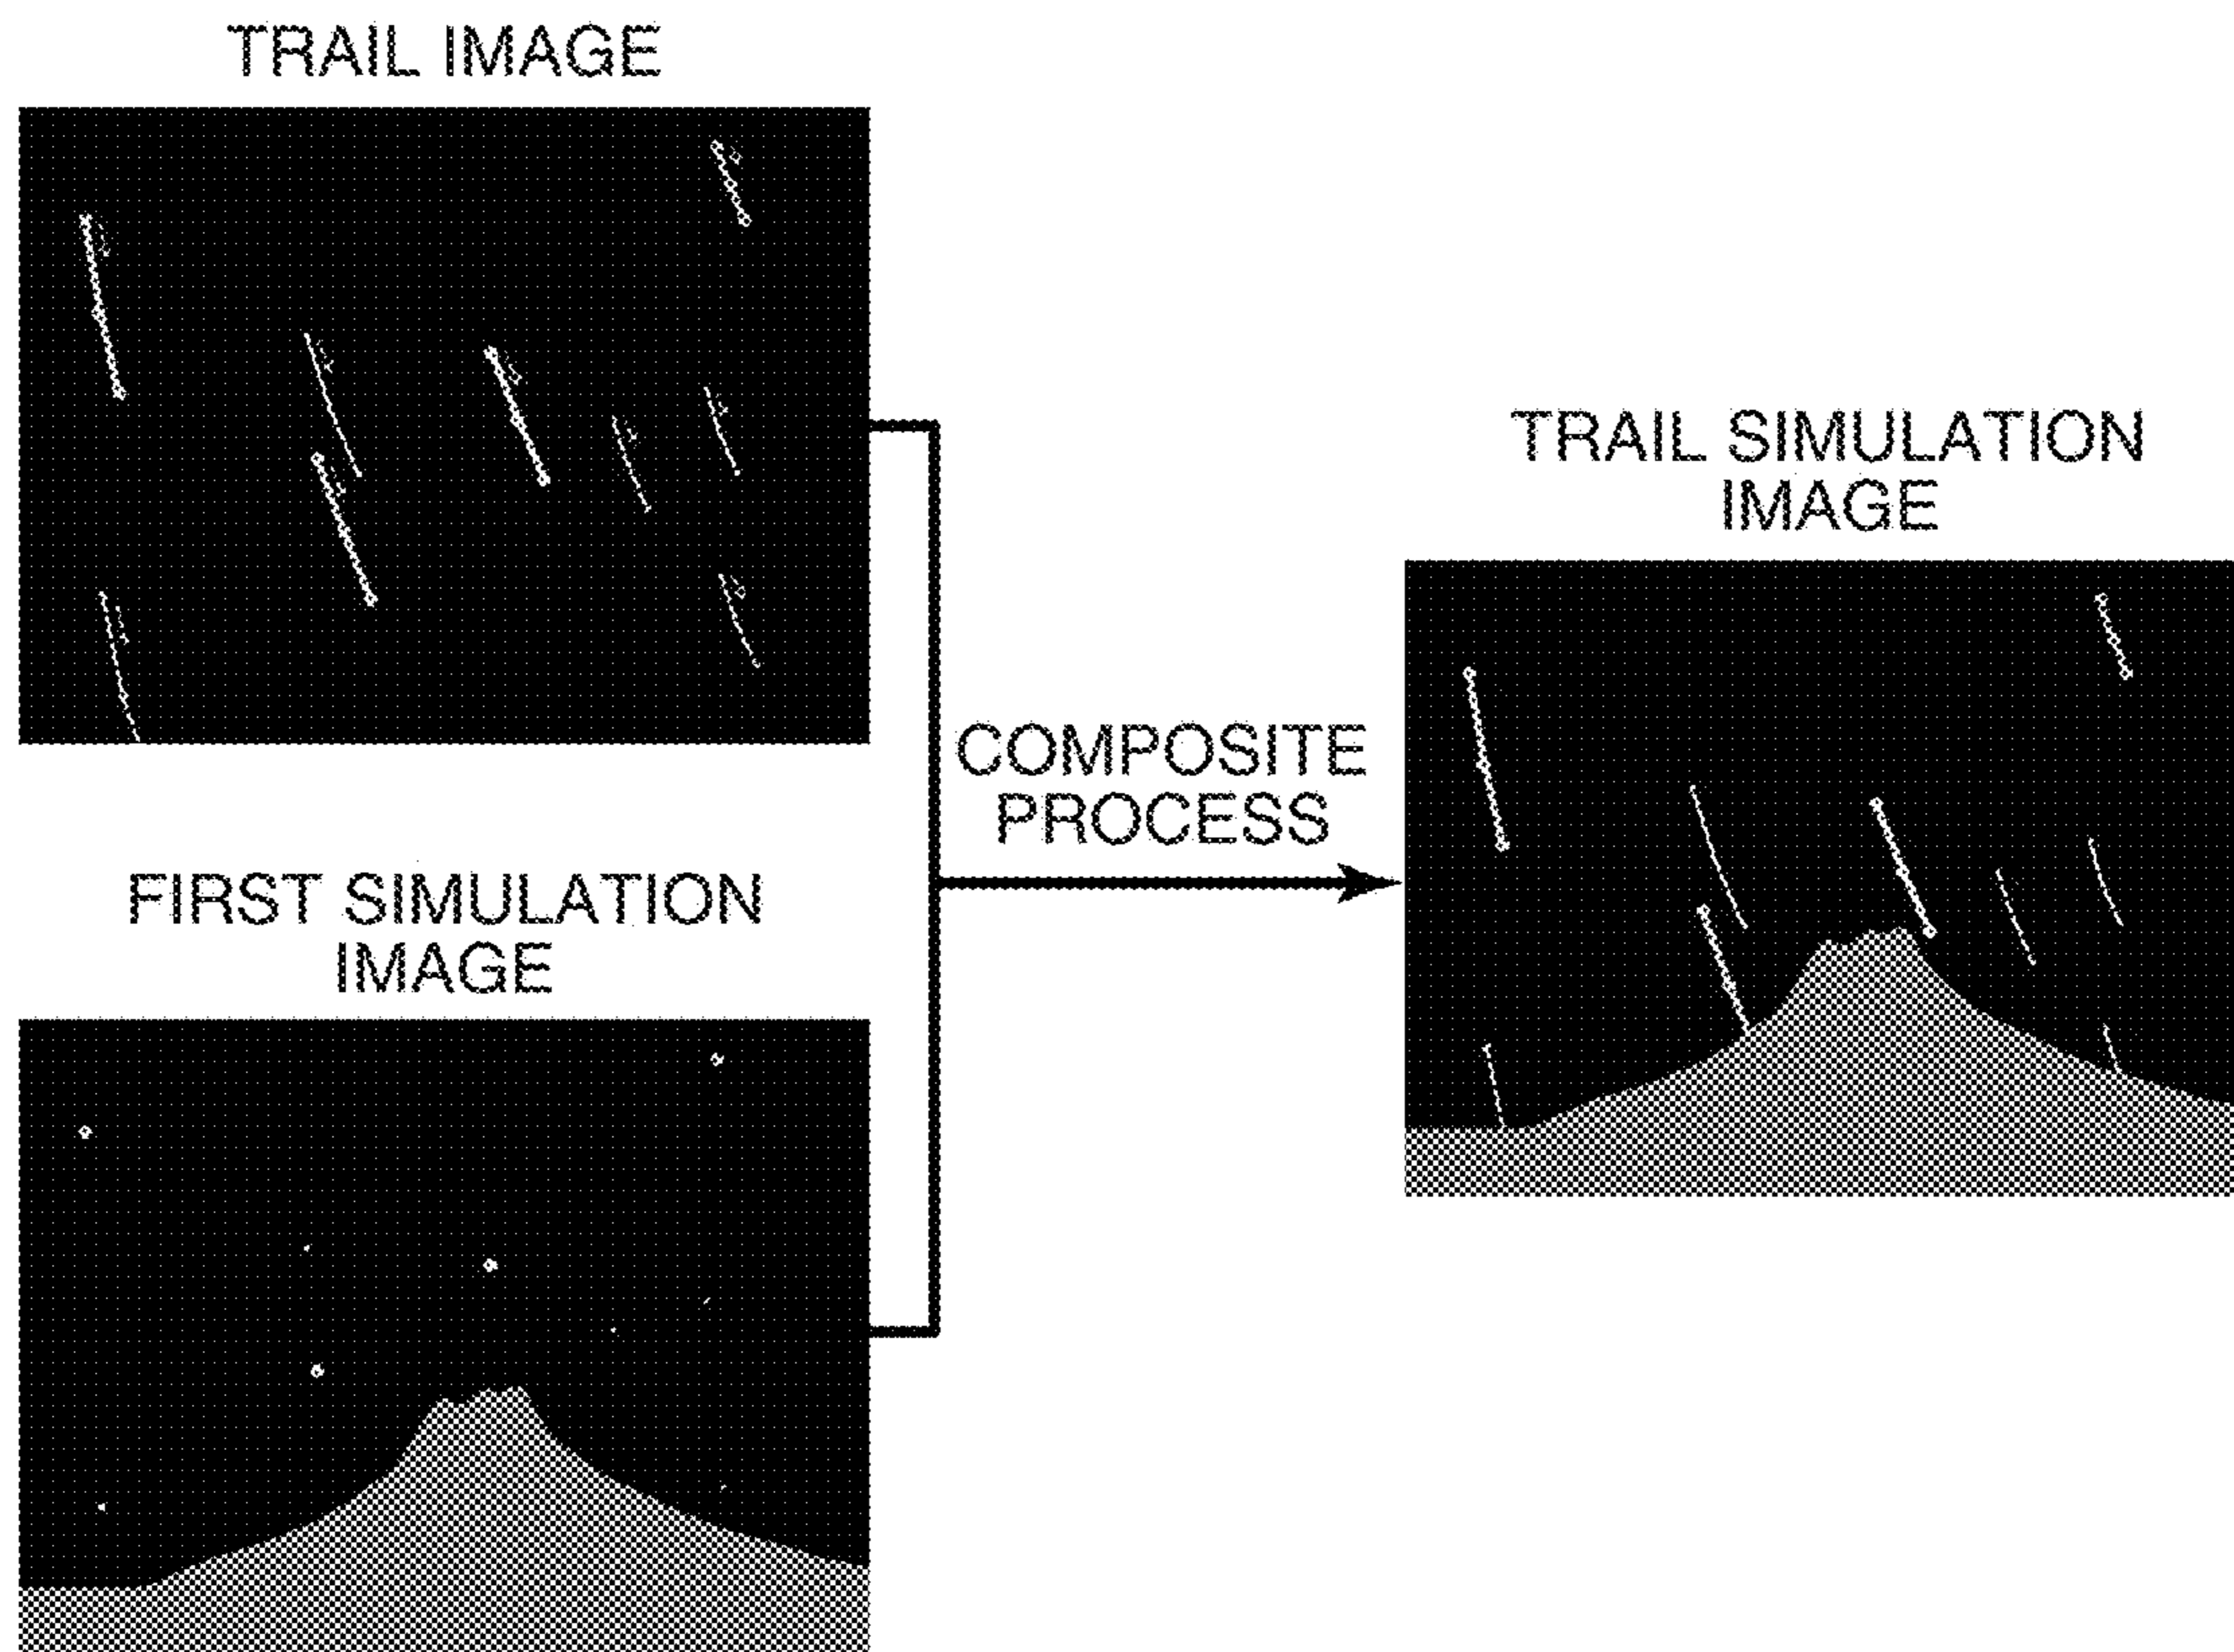 TRAIL IMAGE
FIRST SIMULATION
IMAGE
COMPOSITE
PROCESS
TRAIL SIMULATION
IMAGE